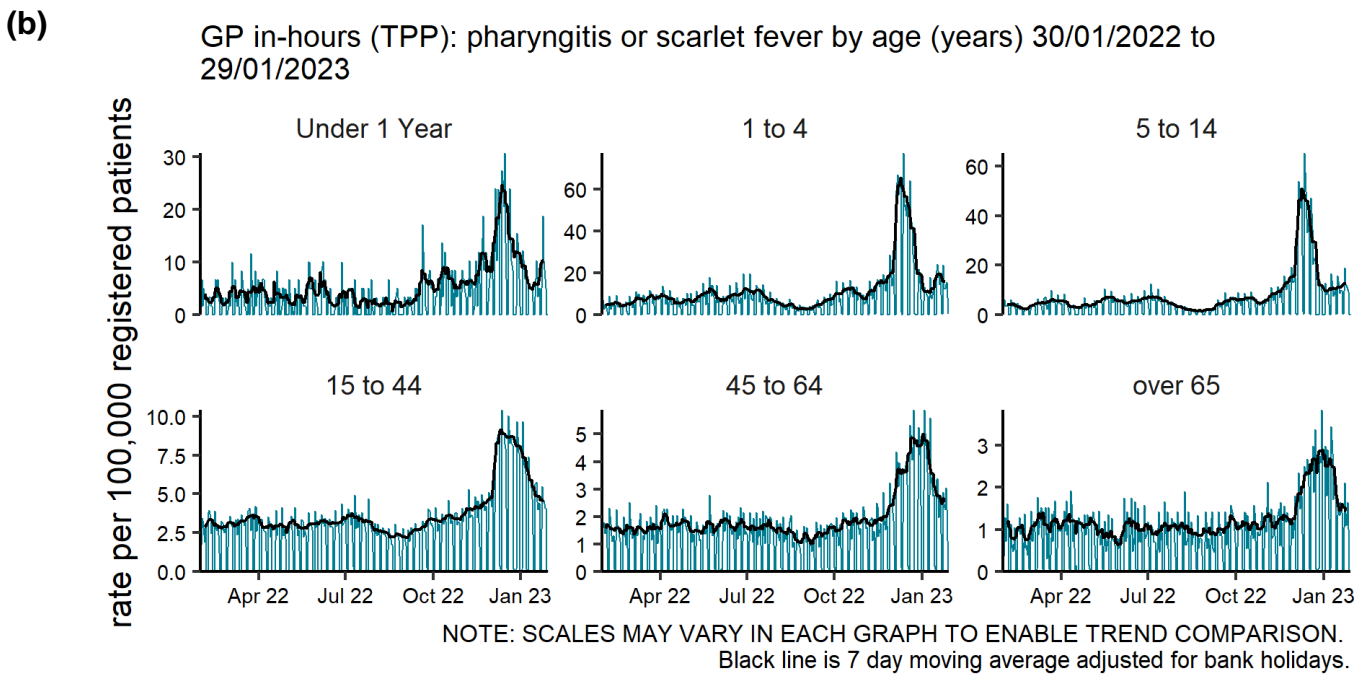 (b)
GP in-hours (TPP): pharyngitis or scarlet fever by age (years) 30/01/2022 to
29/01/2023
rate per 100,000 registered patients
Under 1 Year
30
20
10
0
1 to 4
60
40
20
0
5 to 14
60
40
20
0
15 to 44
10.0
7.5
5.0
2.5
0.0
Apr 22 Jul 22 Oct 22 Jan 23
45 to 64
5
4
3
2
1
0
Apr 22 Jul 22 Oct 22 Jan 23
over 65
3
2
1
0
Apr 22 Jul 22 Oct 22 Jan 23
NOTE: SCALES MAY VARY IN EACH GRAPH TO ENABLE TREND COMPARISON.
Black line is 7 day moving average adjusted for bank holidays.